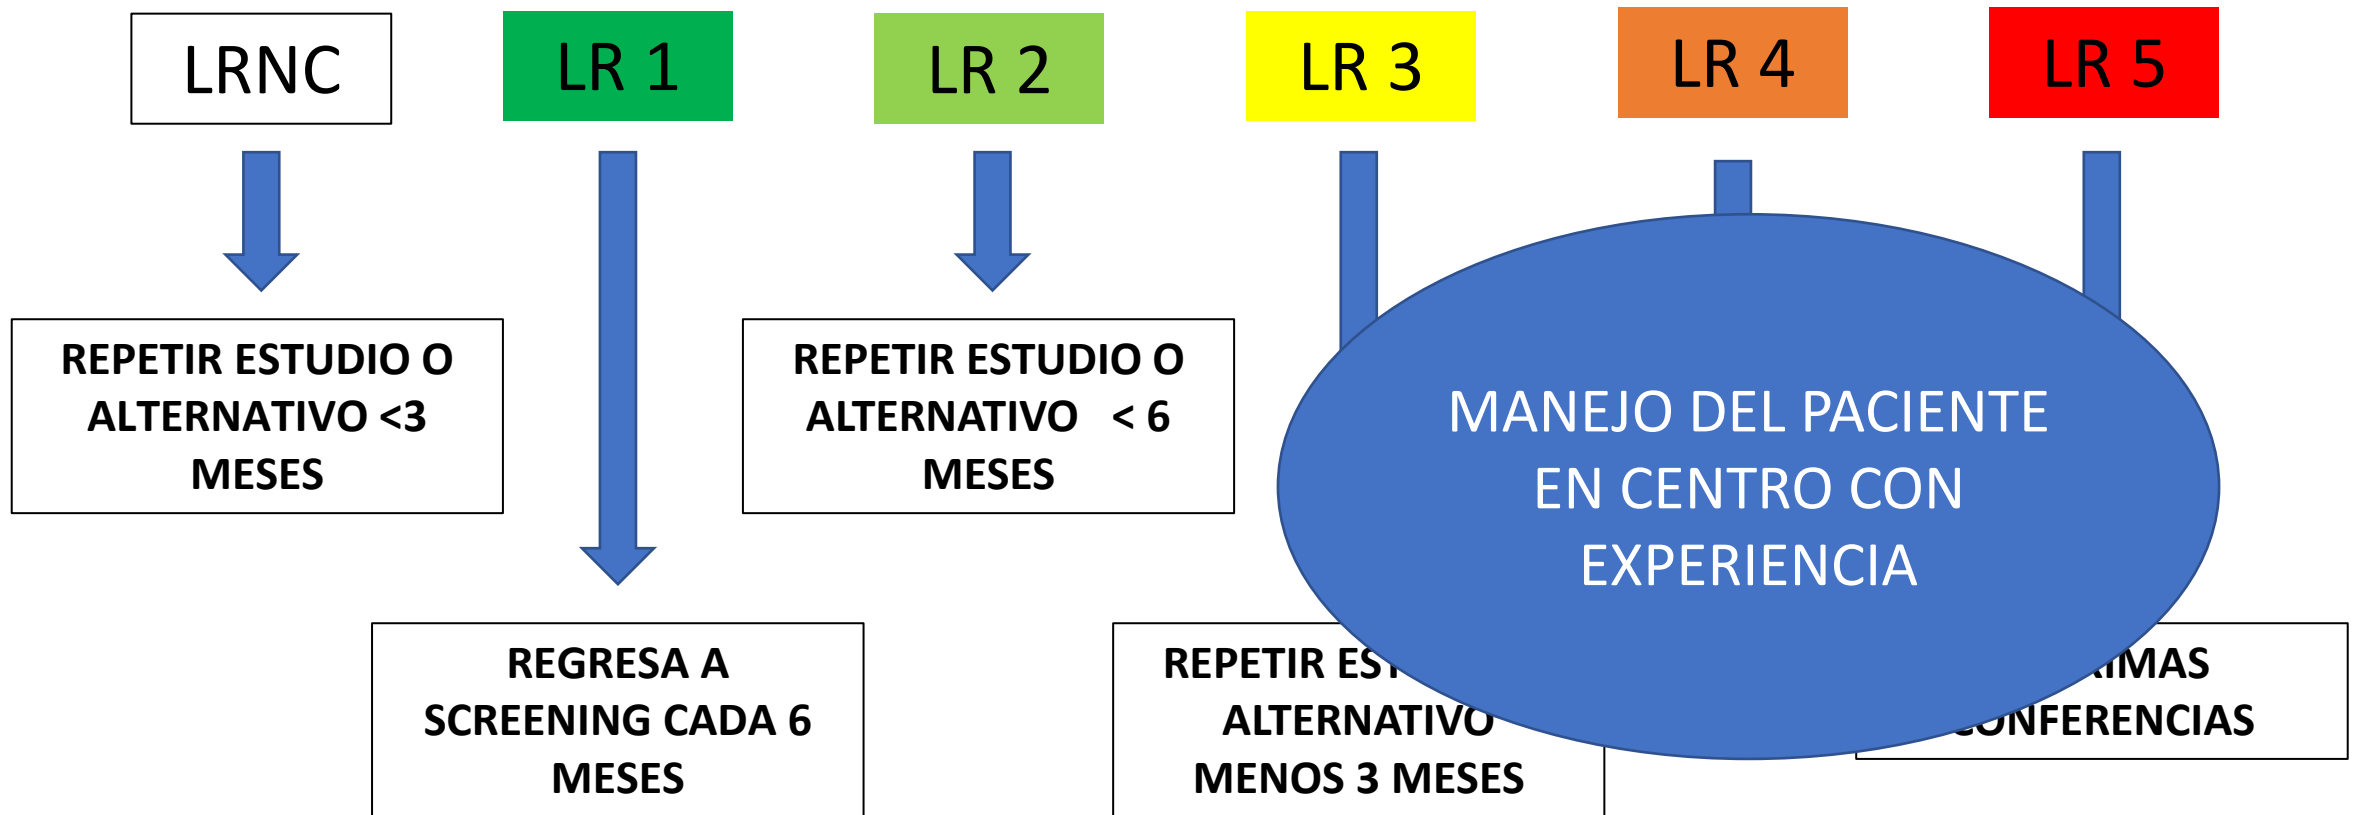 LRNC
LR 1
LR 2
LR 3
LR 4
LR 5
REPETIR ESTUDIO O
ALTERNATIVO <3
MESES
REPETIR ESTUDIO O
ALTERNATIVO < 6
MESES
MANEJO DEL PACIENTE
EN CENTRO CON
EXPERIENCIA
REGRESA A
SCREENING CADA 6
MESES
REPETIR
ALTERNATIVO
MENOS 3 MESES
CONFERENCIAS